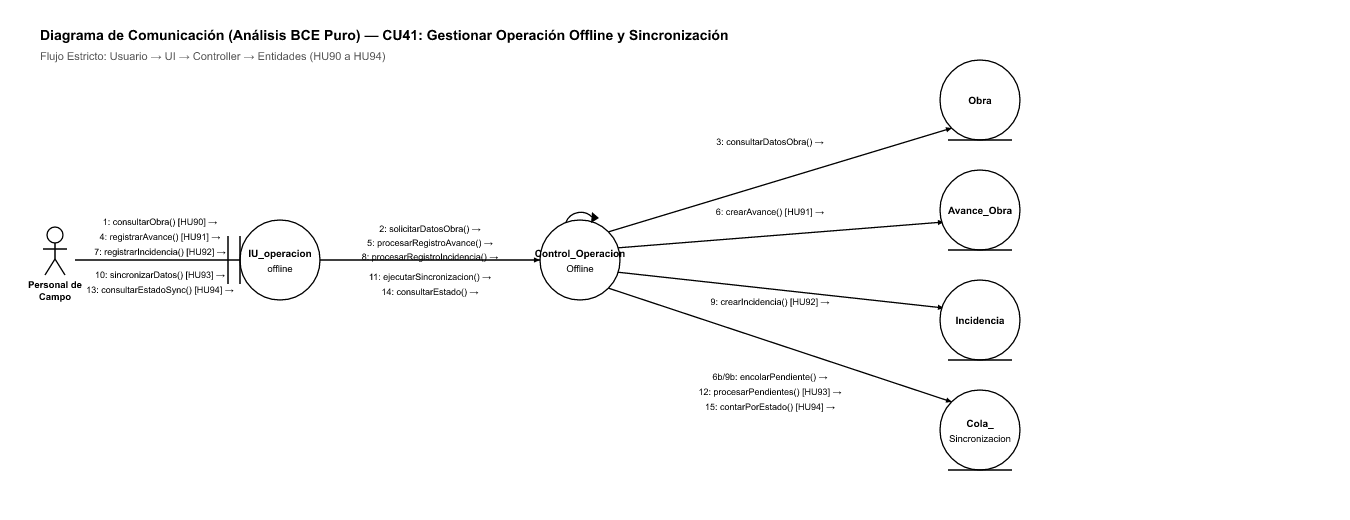 Diagrama de Comunicación (Análisis BCE Puro) — CU41: Gestionar Operación Offline y Sincronización
Flujo Estricto: Usuario → UI → Controller → Entidades (HU90 a HU94)
Obra
3: consultarDatosObra() →
Avance_Obra
6: crearAvance() [HU91] →
1: consultarObra() [HU90] →
4: registrarAvance() [HU91] →
7: registrarIncidencia() [HU92] →
10: sincronizarDatos() [HU93] →
13: consultarEstadoSync() [HU94] →
Personal de
Campo
IU_operacion
offline
2: solicitarDatosObra() →
5: procesarRegistroAvance() →
8: procesarRegistroIncidencia() →
11: ejecutarSincronizacion() →
14: consultarEstado() →
Control_Operacion
Offline
9: crearIncidencia() [HU92] →
Incidencia
6b/9b: encolarPendiente() →
12: procesarPendientes() [HU93] →
15: contarPorEstado() [HU94] →
Cola_
Sincronizacion